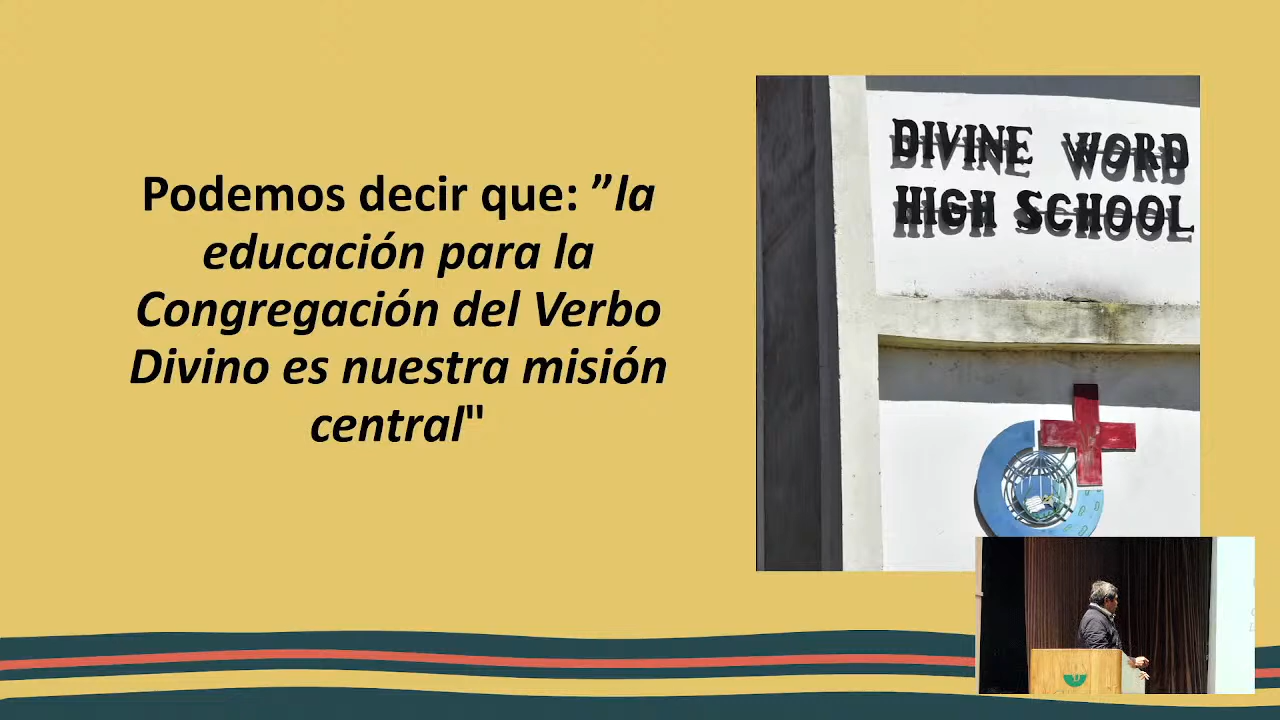 Podemos decir que: ”la
educación para la
Congregación del Verbo
Divino es nuestra misión
central"
DIVINE WORD
HIGH SCHOOL